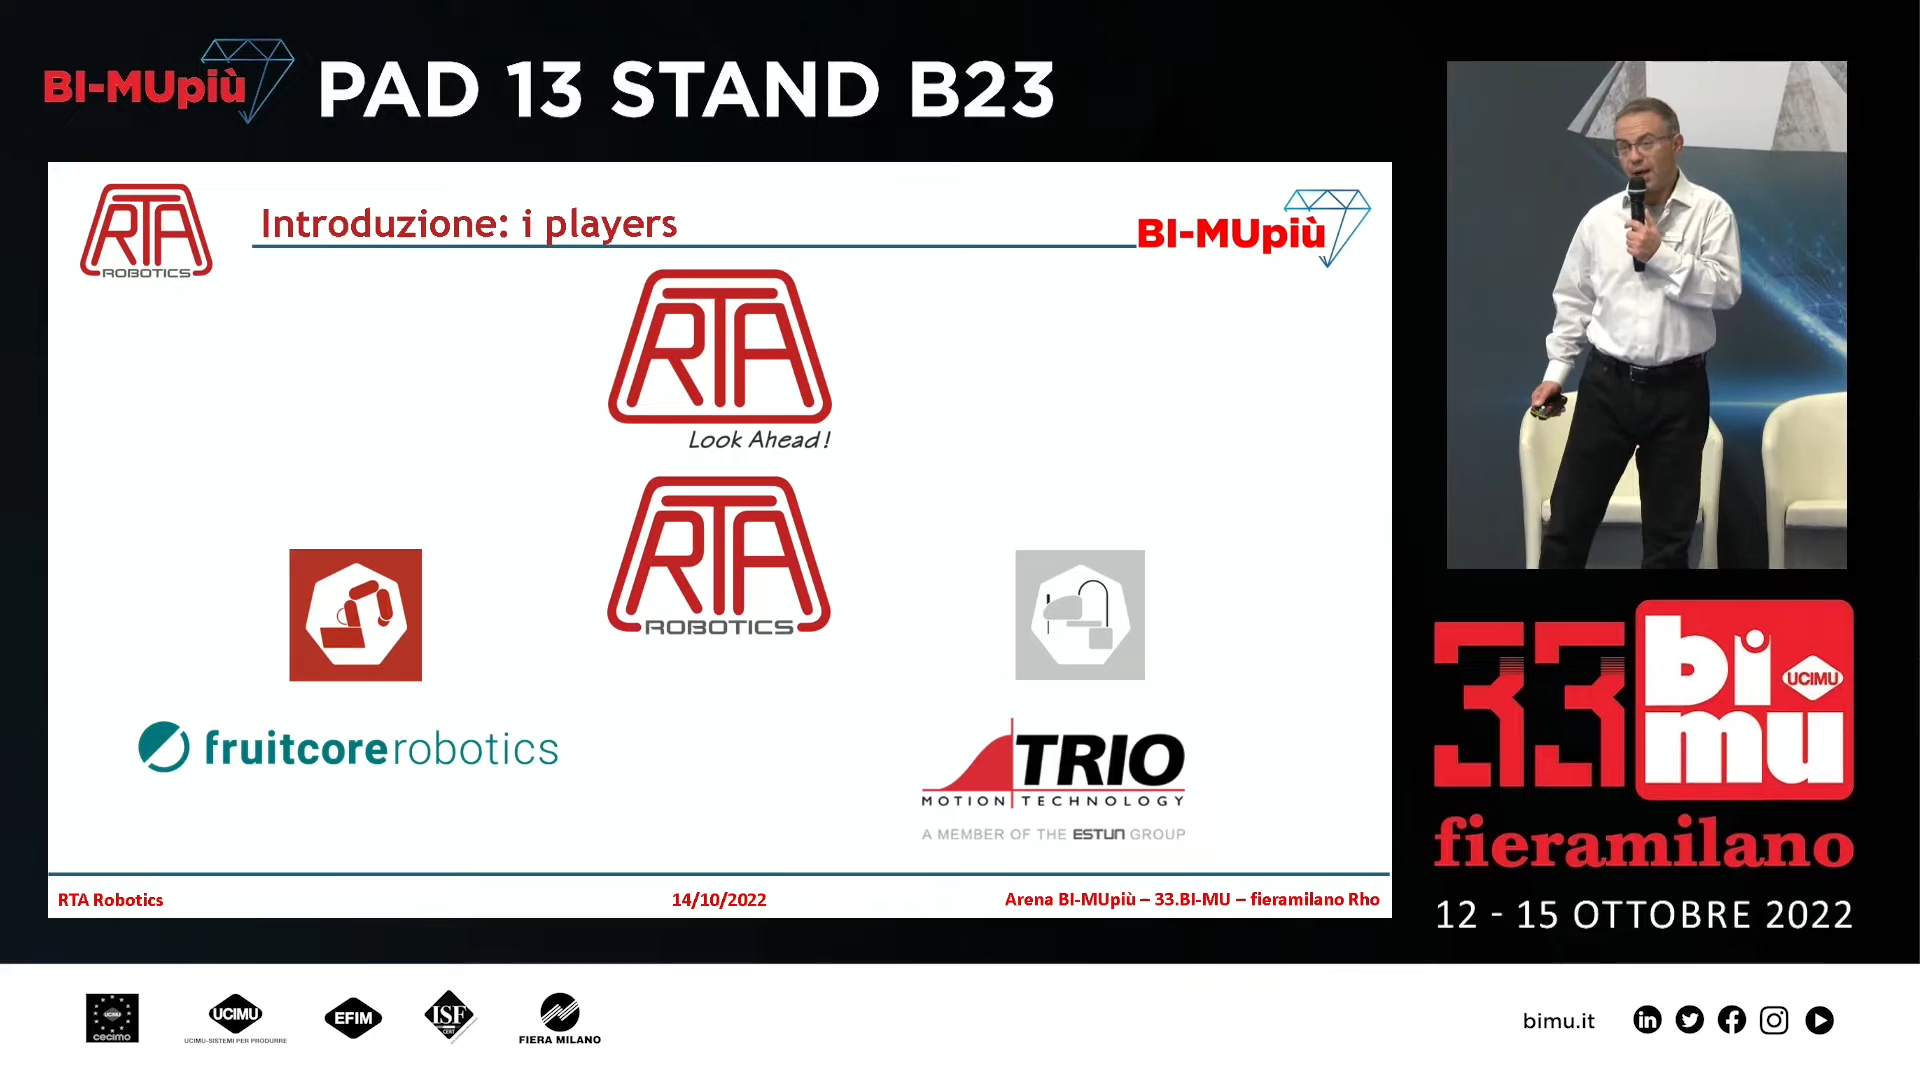 BI-MUpiù PAD 13 STAND B23
RTA
ROBOTICS
Introduzione: i players
BI-MUpiù
RTA
Look Ahead!
RTA
ROBOTICS
fruitcorerobotics
TRIO
MOTION TECHNOLOGY
A MEMBER OF THE ESTUN GROUP
RTA Robotics
14/10/2022
Arena BI-MUpiù – 33.BI-MU – fieramilano Rho
33
bi
UCIMU
mu
fieramilano
12 - 15 OTTOBRE 2022
UCIMU
cecimo
UCIMU
UCIMU-SISTEMI PER PRODURRE
EFIM
ISF
CERT
FIERA MILANO
bimu.it